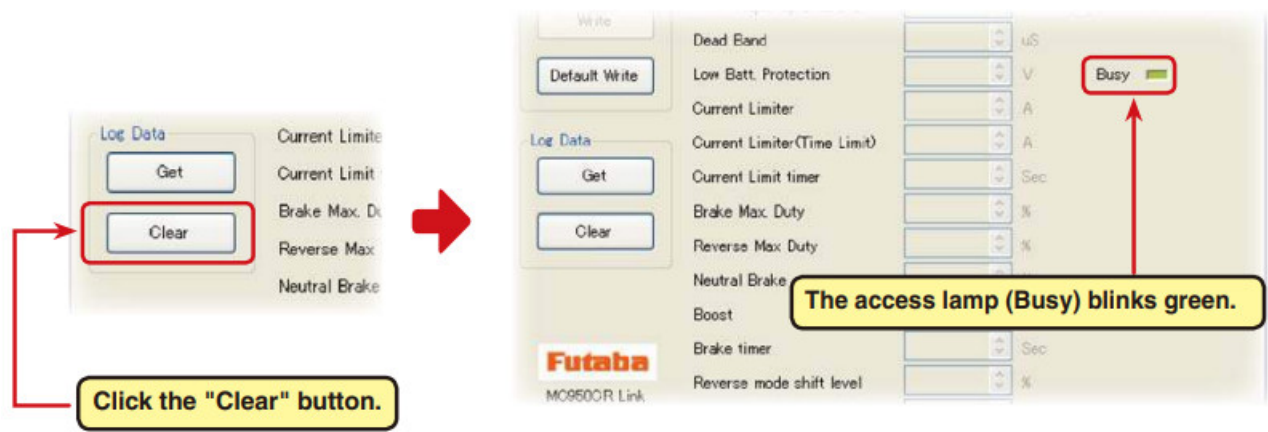 Log Data
Get
Clear
Current Limite
Current Limit
Brake Max. Du
Reverse Max
Neutral Brake
Click the "Clear" button.
Write
Default Write
Log Data
Get
Clear
Futaba
MC950CR Link
Dead Band uS
Low Batt. Protection V
Busy
Current Limiter A
Current Limiter(Time Limit) A
Current Limit timer Sec
Brake Max. Duty %
Reverse Max Duty %
Neutral Brake
The access lamp (Busy) blinks green.
Boost
Brake timer Sec
Reverse mode shift level %